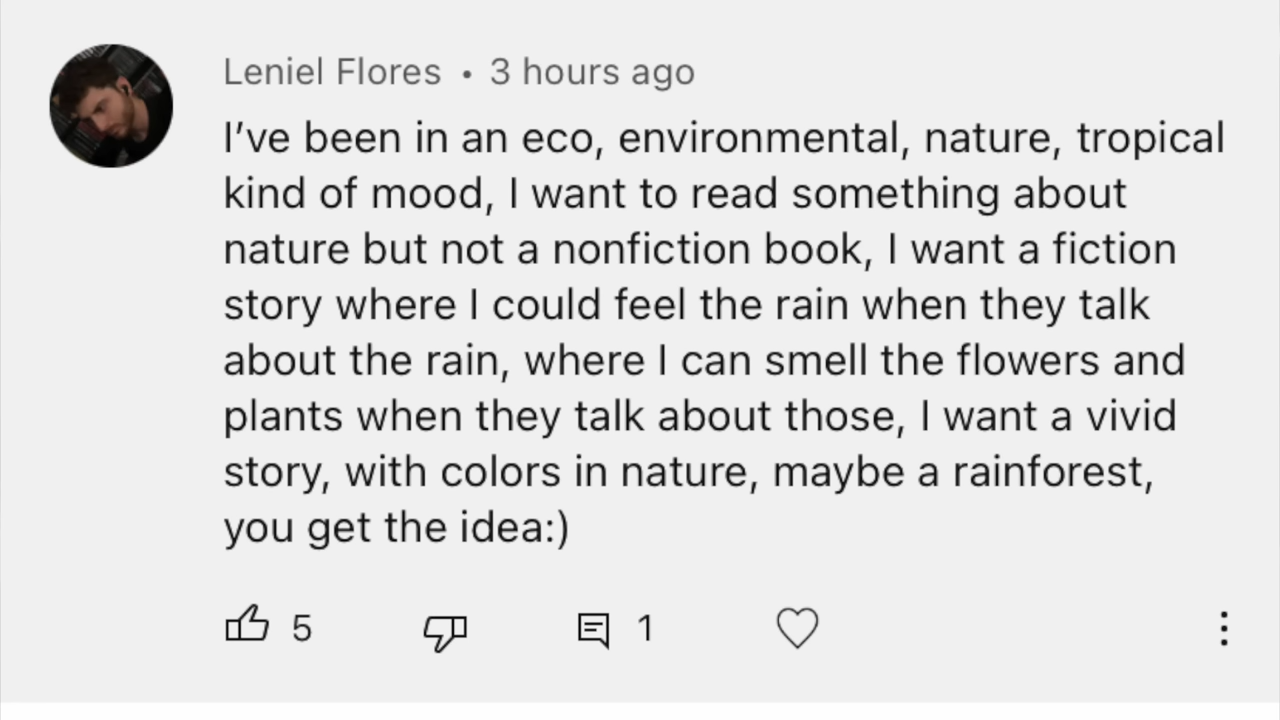 Leniel Flores • 3 hours ago
I’ve been in an eco, environmental, nature, tropical
kind of mood, I want to read something about
nature but not a nonfiction book, I want a fiction
story where I could feel the rain when they talk
about the rain, where I can smell the flowers and
plants when they talk about those, I want a vivid
story, with colors in nature, maybe a rainforest,
you get the idea:)
5 1